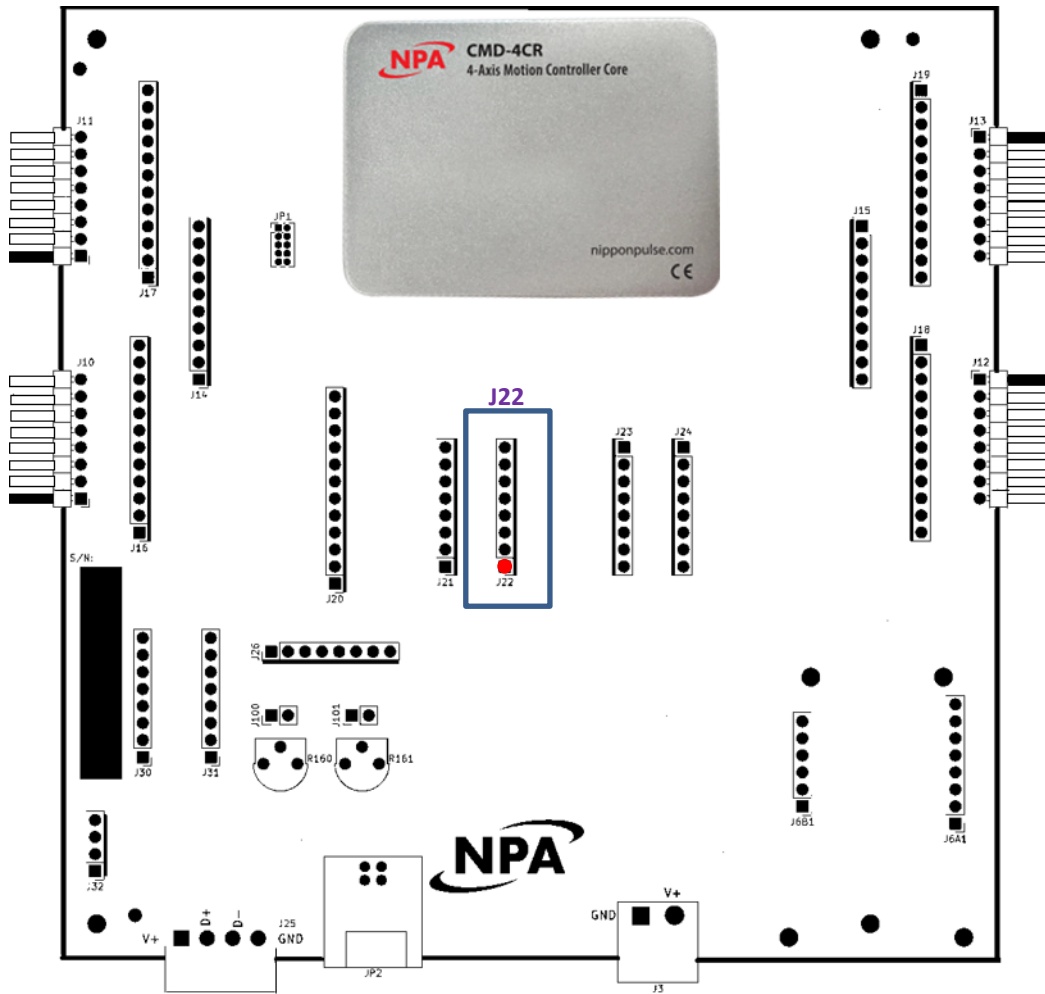 NPA
CMD-4CR
4-Axis Motion Controller Core
nipponpulse.com
CE
J19
J11
J13
JP1
J15
J17
J18
J10
J12
J14
J22
J23
J24
J16
J21
J22
J20
S/N:
J26
J100
J101
R160
R161
J30
J31
J6B1
J6A1
NPA
J32
V+
GND
V+
D+
D-
J25
GND
JP2
J3